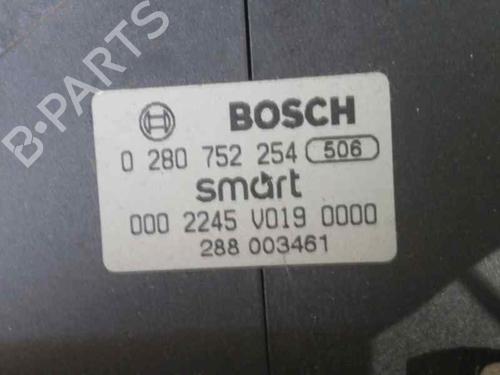 B-PARTS
BOSCH
0 280 752 254 506
smart
000 2245 V019 0000
288 003461